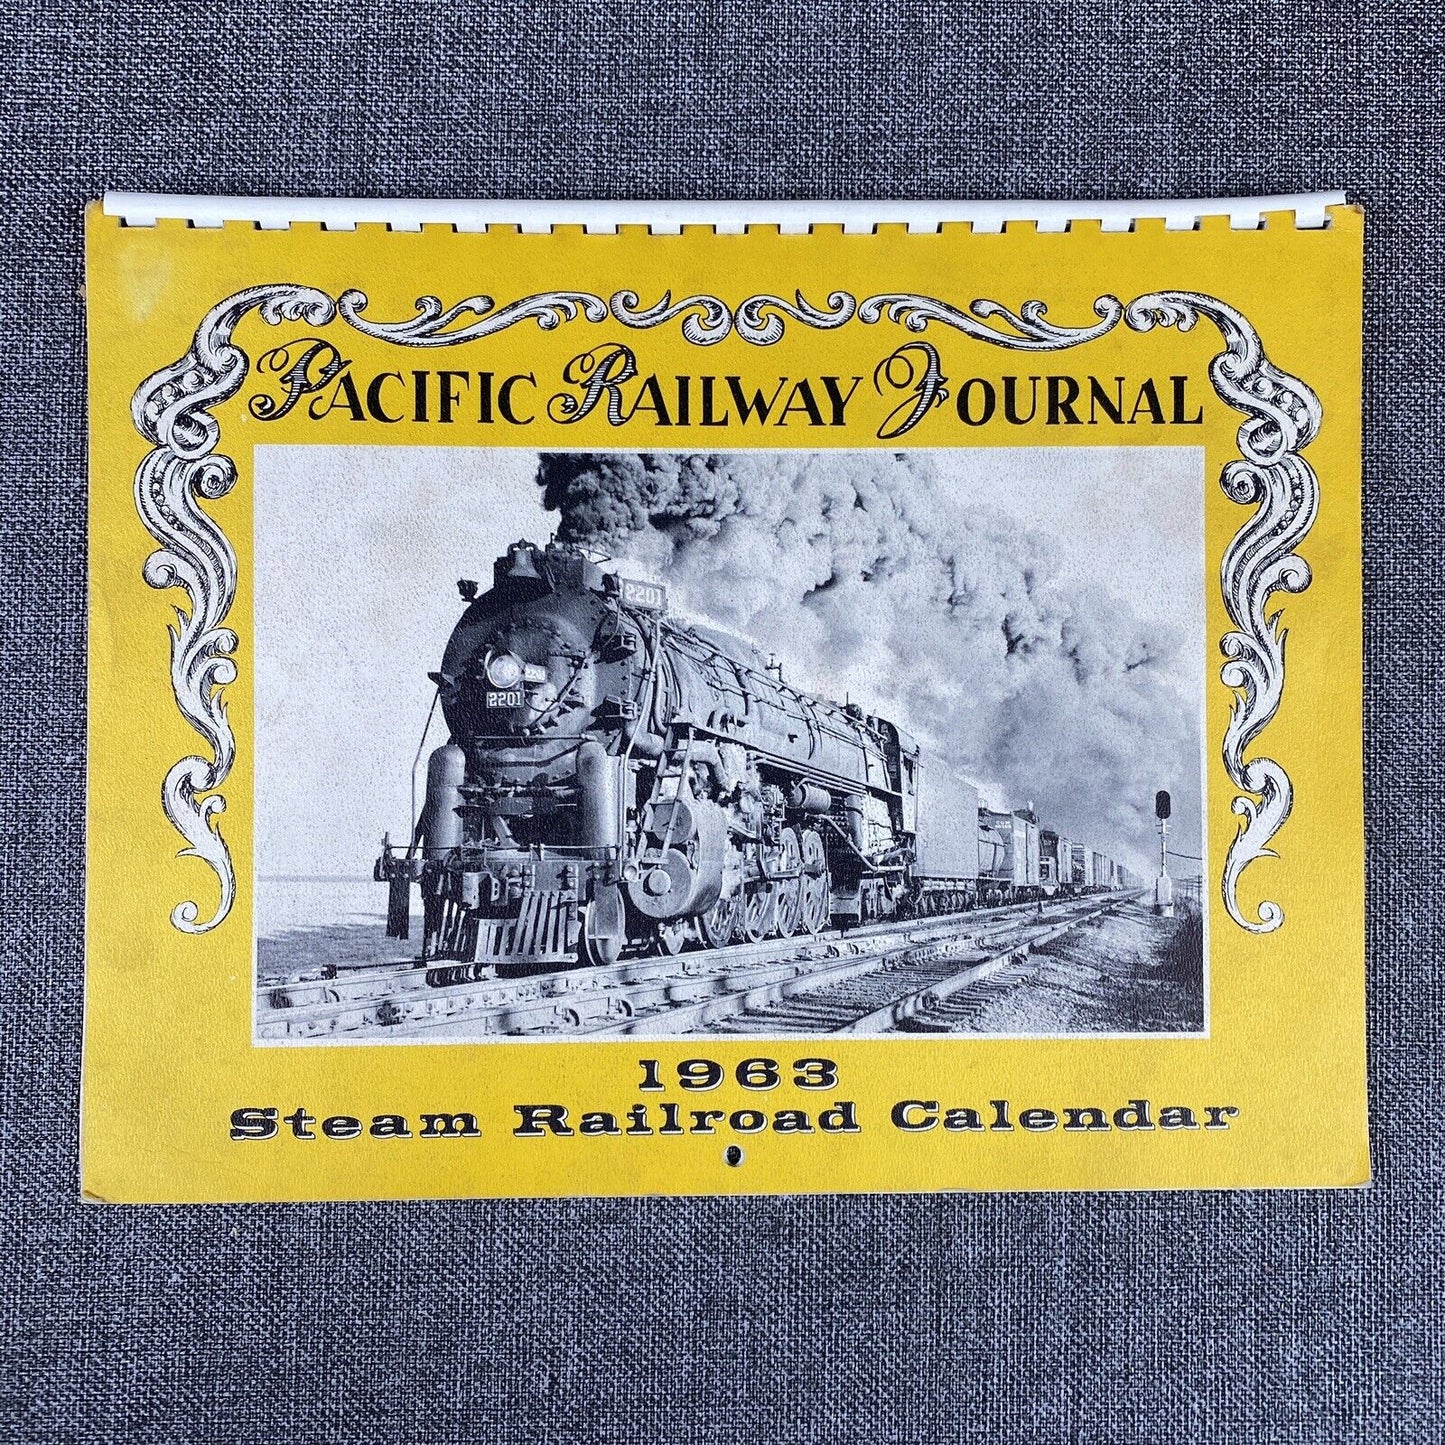 Pacific Railway Journal
2201
2201
1963
Steam Railroad Calendar